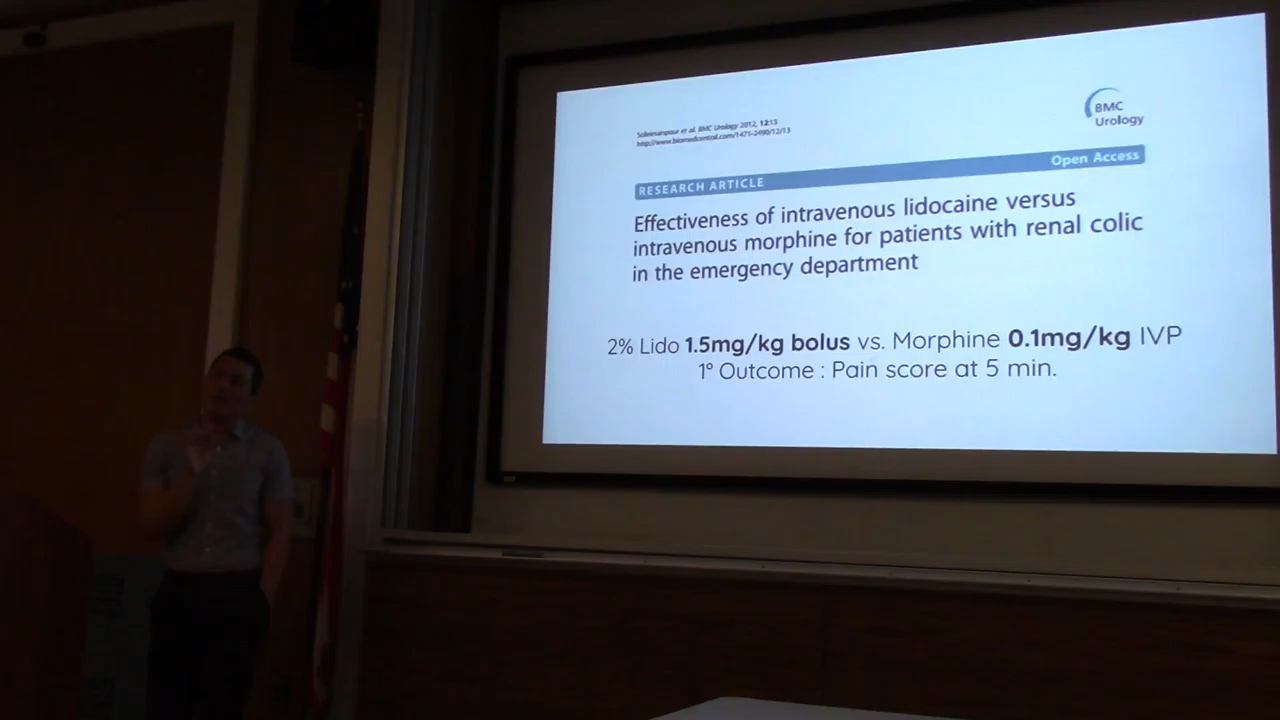 Soleimanpour et al. BMC Urology 2012, 12:13
http://www.biomedcentral.com/1471-2490/12/13
BMC
Urology
RESEARCH ARTICLE
Open Access
Effectiveness of intravenous lidocaine versus
intravenous morphine for patients with renal colic
in the emergency department
2% Lido 1.5mg/kg bolus vs. Morphine 0.1mg/kg IVP
1° Outcome : Pain score at 5 min.